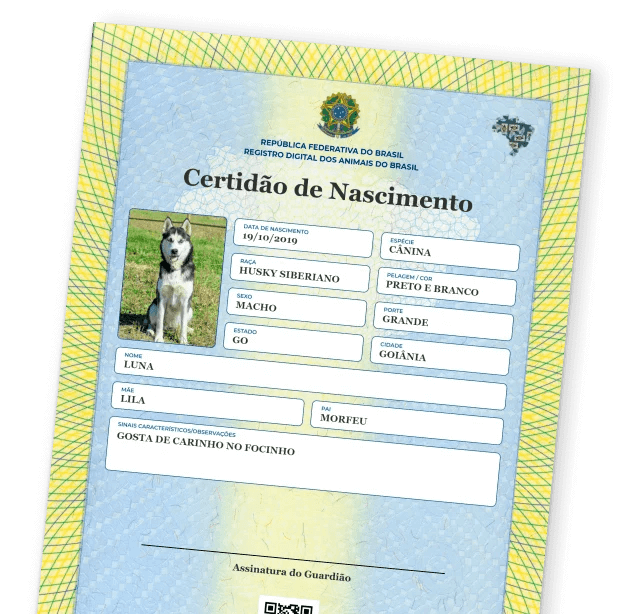 REPÚBLICA FEDERATIVA DO BRASIL
REGISTRO DIGITAL DOS ANIMAIS DO BRASIL
Certidão de Nascimento
DATA DE NASCIMENTO
19/10/2019
ESPÉCIE
CÂNINA
RAÇA
HUSKY SIBERIANO
PELAGEM / COR
PRETO E BRANCO
SEXO
MACHO
PORTE
GRANDE
ESTADO
GO
CIDADE
GOIÂNIA
NOME
LUNA
MÃE
LILA
PAI
MORFEU
SINAIS CARACTERÍSTICOS/OBSERVAÇÕES
GOSTA DE CARINHO NO FOCINHO
Assinatura do Guardião